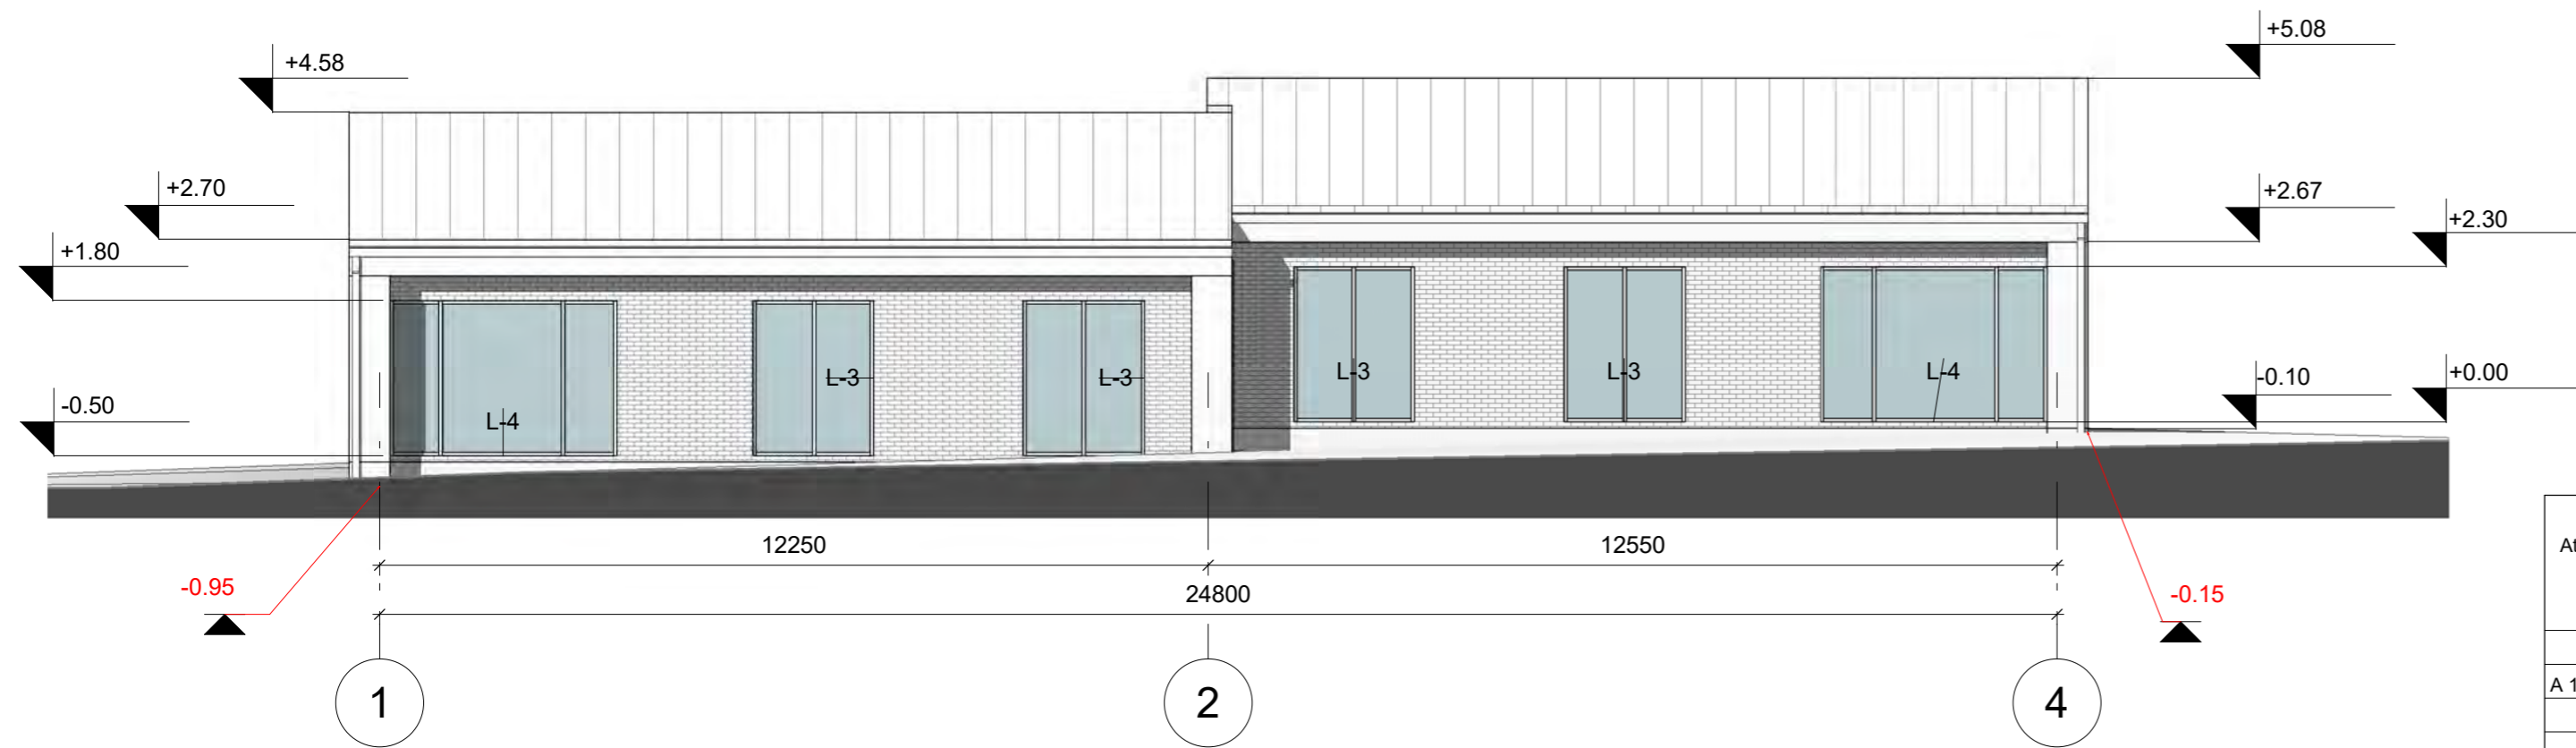 +5.08
+4.58
+2.70
+2.67
+2.30
+1.80
L-3
L-3
L-3
L-3
L-4
+0.00
-0.10
-0.50
L-4
12250
12550
At
-0.95
24800
-0.15
A 1
1
2
4